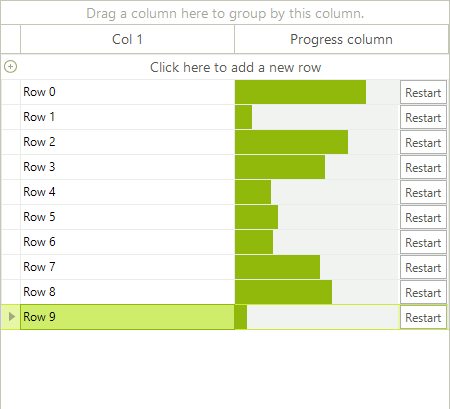 Drag a column here to group by this column.
Col 1 Progress column
Click here to add a new row
Row 0 Restart
Row 1 Restart
Row 2 Restart
Row 3 Restart
Row 4 Restart
Row 5 Restart
Row 6 Restart
Row 7 Restart
Row 8 Restart
Row 9 Restart